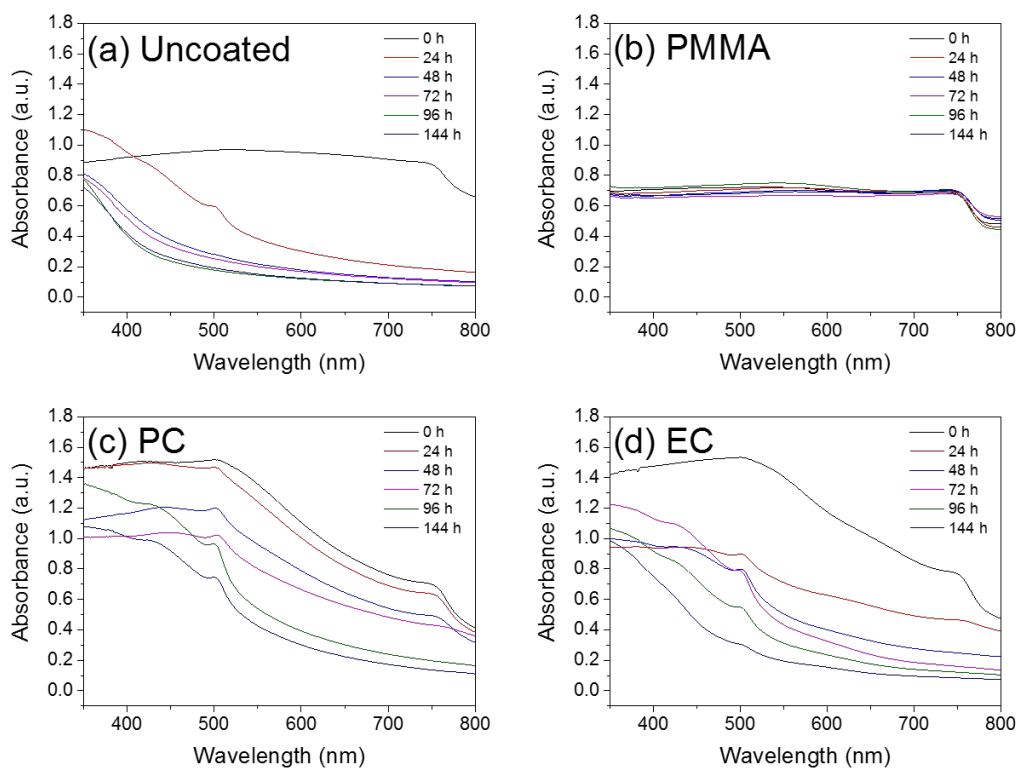 (a) Uncoated
0 h
24 h
48 h
72 h
96 h
144 h
Absorbance (a.u.)
1.8
1.6
1.4
1.2
1.0
0.8
0.6
0.4
0.2
0.0
400 500 600 700 800
Wavelength (nm)
(b) PMMA
0 h
24 h
48 h
72 h
96 h
144 h
Absorbance (a.u.)
1.8
1.6
1.4
1.2
1.0
0.8
0.6
0.4
0.2
0.0
400 500 600 700 800
Wavelength (nm)
(c) PC
0 h
24 h
48 h
72 h
96 h
144 h
Absorbance (a.u.)
1.8
1.6
1.4
1.2
1.0
0.8
0.6
0.4
0.2
0.0
400 500 600 700 800
Wavelength (nm)
(d) EC
0 h
24 h
48 h
72 h
96 h
144 h
Absorbance (a.u.)
1.8
1.6
1.4
1.2
1.0
0.8
0.6
0.4
0.2
0.0
400 500 600 700 800
Wavelength (nm)